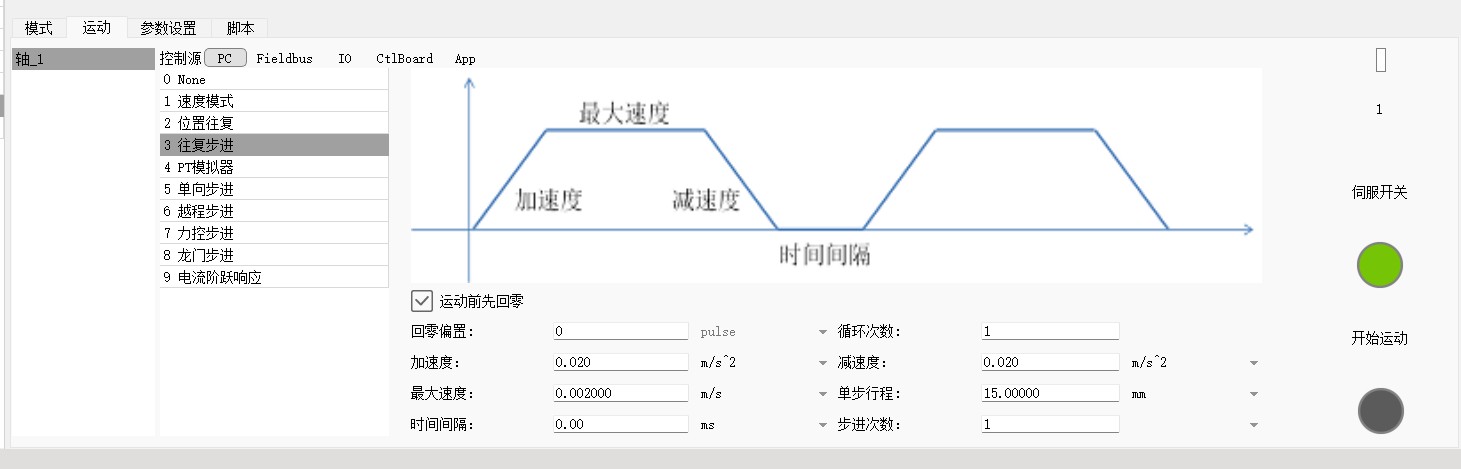 模式 运动 参数设置 脚本
轴_1
控制源 PC Fieldbus IO CtlBoard App
0 None
1 速度模式
2 位置往复
3 往复步进
4 PT模拟器
5 单向步进
6 越程步进
7 力控步进
8 龙门步进
9 电流阶跃响应
最大速度
加速度 减速度
时间间隔
运动前先回零
回零偏置: 0 pulse 循环次数: 1
加速度: 0.020 m/s^2 减速度: 0.020 m/s^2
最大速度: 0.002000 m/s 单步行程: 15.00000 mm
时间间隔: 0.00 ms 步进次数: 1
1
伺服开关
开始运动